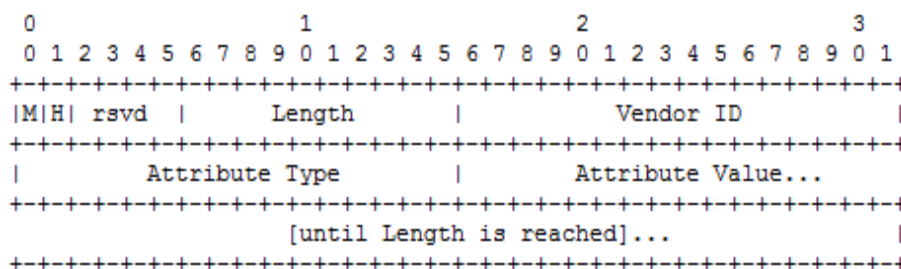 0                   1                   2                   3
0 1 2 3 4 5 6 7 8 9 0 1 2 3 4 5 6 7 8 9 0 1 2 3 4 5 6 7 8 9 0 1
+-+-+-+-+-+-+-+-+-+-+-+-+-+-+-+-+-+-+-+-+-+-+-+-+-+-+-+-+-+-+-+-+
|M|H| rsvd  |      Length       |           Vendor ID           |
+-+-+-+-+-+-+-+-+-+-+-+-+-+-+-+-+-+-+-+-+-+-+-+-+-+-+-+-+-+-+-+-+
|         Attribute Type        |        Attribute Value...
+-+-+-+-+-+-+-+-+-+-+-+-+-+-+-+-+-+-+-+-+-+-+-+-+-+-+-+-+-+-+-+-+
                    [until Length is reached]...                |
+-+-+-+-+-+-+-+-+-+-+-+-+-+-+-+-+-+-+-+-+-+-+-+-+-+-+-+-+-+-+-+-+